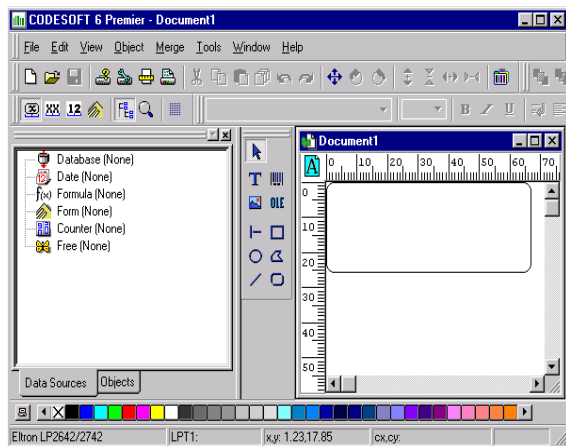 CODESOFT 6 Premier - Document1
File Edit View Object Merge Tools Window Help
XX 12
B I U
Database (None)
Date (None)
f(x) Formula (None)
Form (None)
Counter (None)
Free (None)
Data Sources Objects
T
OLE
Document1
A 0 10 20 30 40 50 60 70
0
10
20
30
40
50
Eltron LP2642/2742 LPT1: x,y: 1.23,17.85 cx,cy: